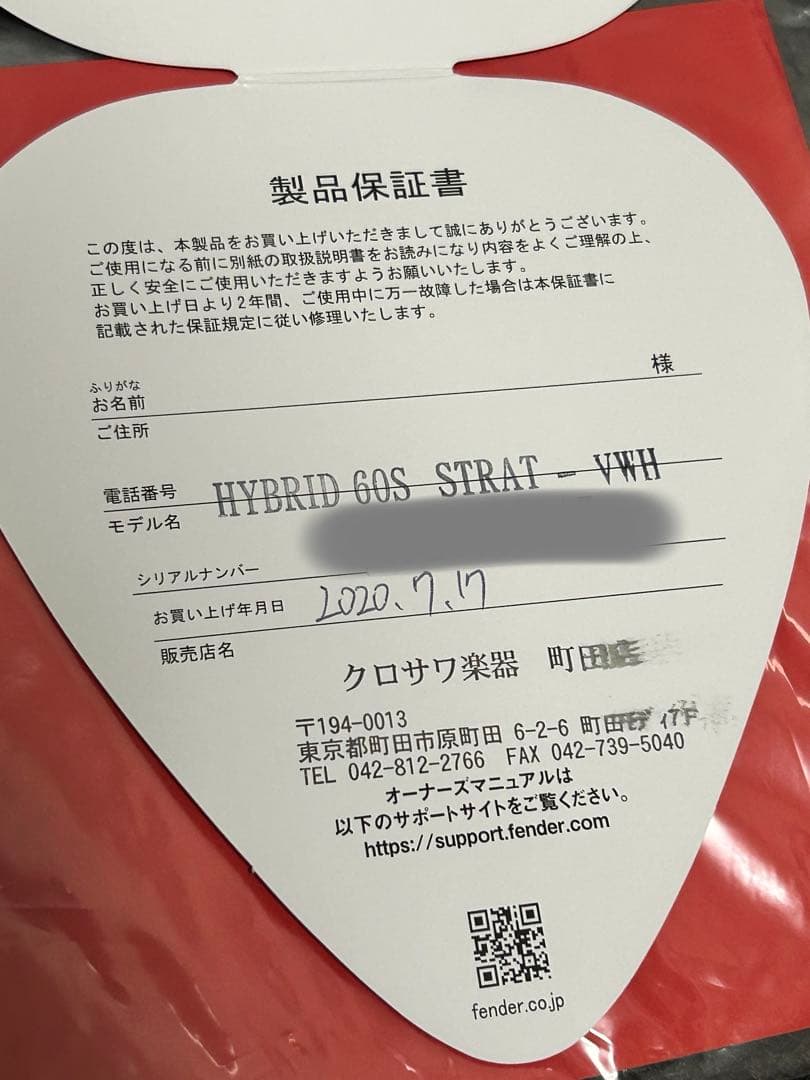 製品保証書
この度は、本製品をお買い上げいただきまして誠にありがとうございます。
ご使用になる前に別紙の取扱説明書をお読みになり内容をよくご理解の上、
正しく安全にご使用いただきますようお願いいたします。
お買い上げ日より2年間、ご使用中に万一故障した場合は本保証書に
記載された保証規定に従い修理いたします。
ふりがな
お名前 様
ご住所
電話番号
モデル名 HYBRID 60S STRAT - VWH
シリアルナンバー
お買い上げ年月日 2020.7.17
販売店名
クロサワ楽器 町田店
〒194-0013
東京都町田市原町田 6-2-6 町田 7F
TEL 042-812-2766 FAX 042-739-5040
オーナーズマニュアルは
以下のサポートサイトをご覧ください。
https://support.fender.com
fender.co.jp